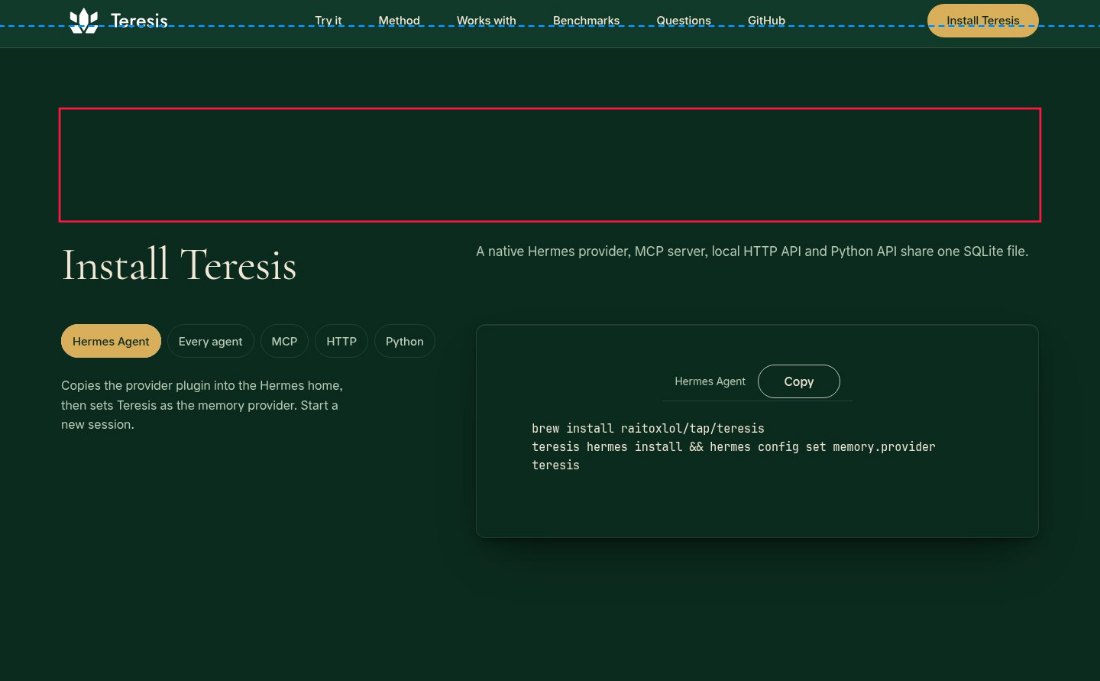 Teresis
Try it
Method
Works with
Benchmarks
Questions
GitHub
Install Teresis
Install Teresis
A native Hermes provider, MCP server, local HTTP API and Python API share one SQLite file.
Hermes Agent
Every agent
MCP
HTTP
Python
Copies the provider plugin into the Hermes home,
then sets Teresis as the memory provider. Start a
new session.
Hermes Agent
Copy
brew install raitoxlol/tap/teresis
teresis hermes install && hermes config set memory.provider
teresis